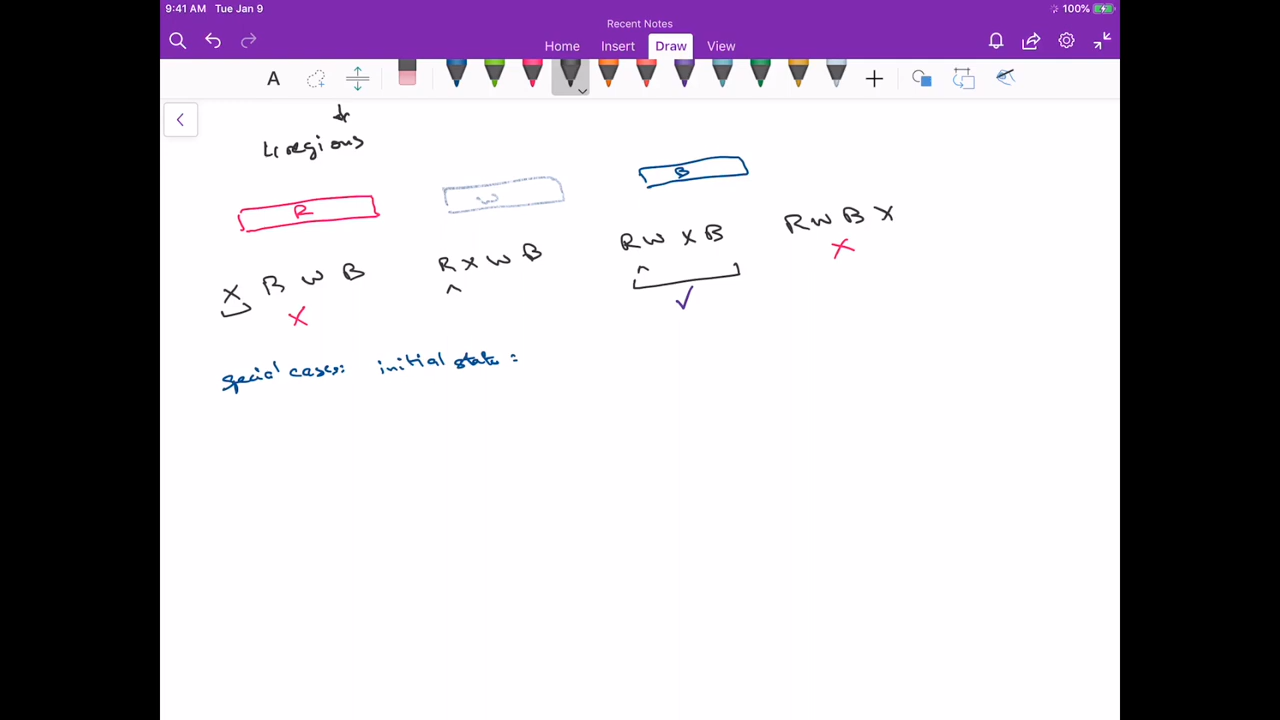 9:41 AM Tue Jan 9
100%
Recent Notes
Home Insert Draw View
A
4 regions
R
W
B
X R W B
R X W B
R W X B
R W B X
X
✓
X
special cases: initial state :